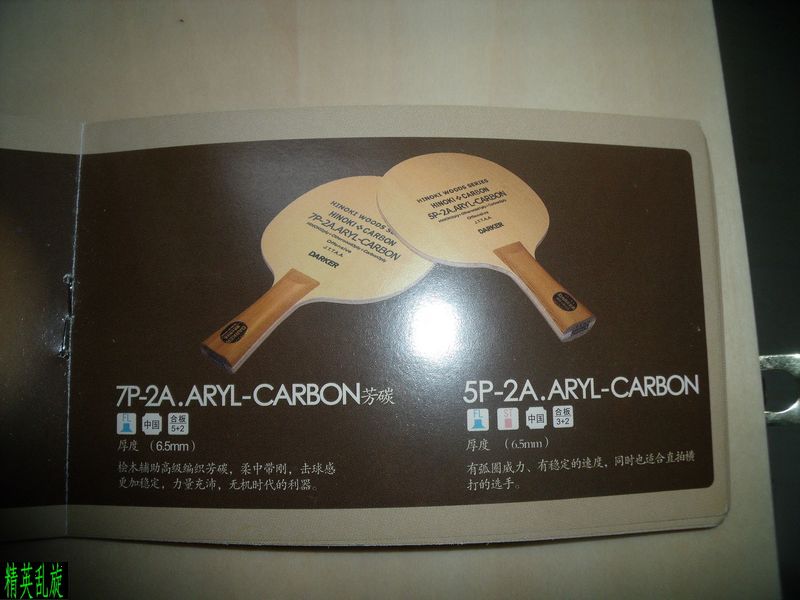 HINOKI WOODS
HINOKI CARBON
7P-2A.ARYL-CARBON
Offensive
J.T.T.A.A.
DARKER
HINOKI WOODS SERIES
HINOKI CARBON
5P-2A.ARYL-CARBON
Offensive
J.T.T.A.A.
DARKER
7P-2A.ARYL-CARBON芳碳
FL 中国 合板 5+2
厚度 （6.5mm）
桧木辅助高级编织芳碳，柔中带刚，击球感
更加稳定，力量充沛，无机时代的利器。
5P-2A.ARYL-CARBON
FL ST 中国 合板 3+2
厚度 （6.5mm）
有弧圈威力、有稳定的速度，同时也适合直拍横
打的选手。
精英乱旋